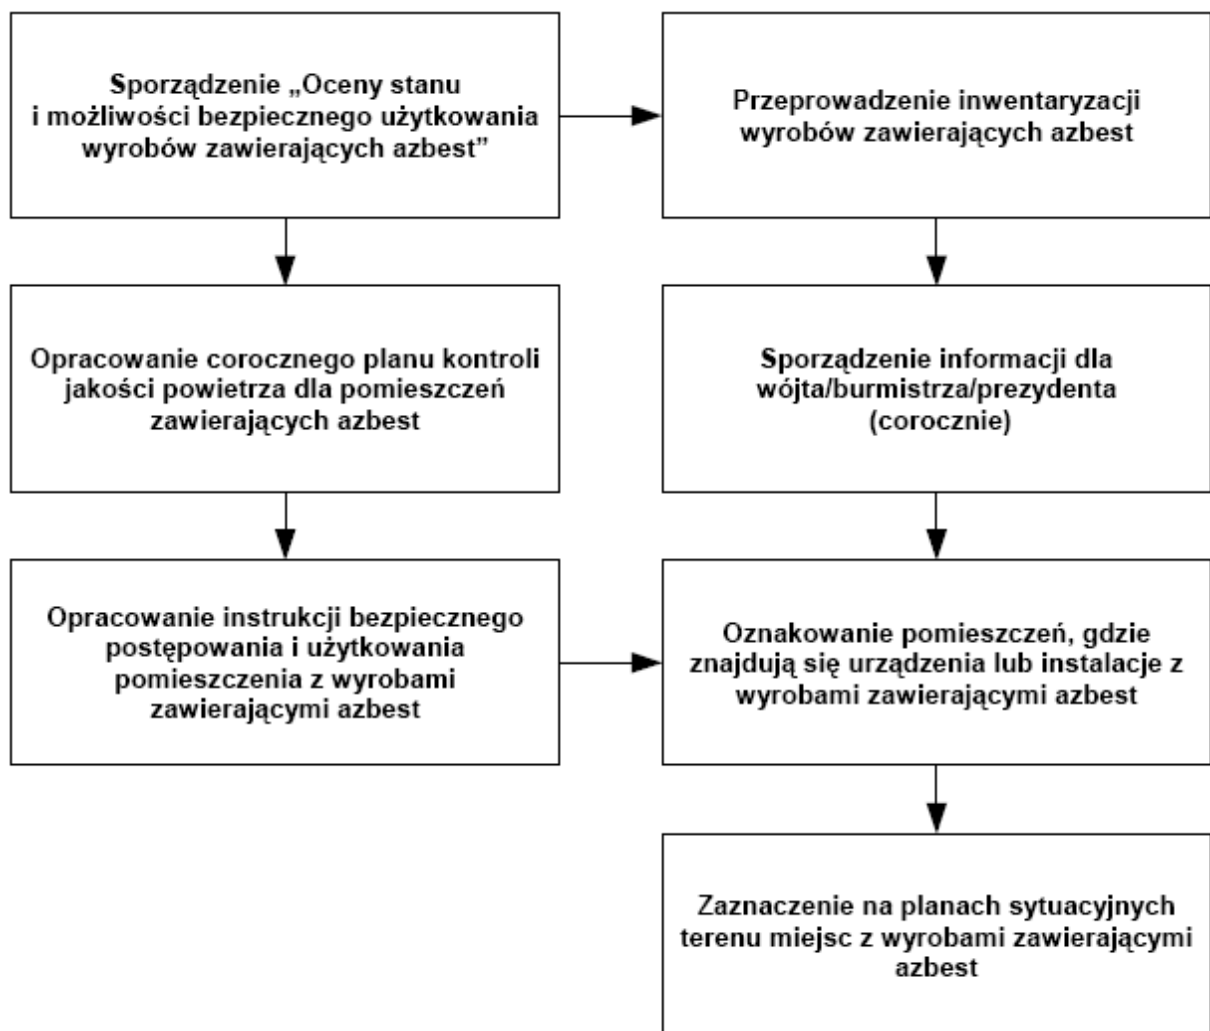 Sporządzenie „Oceny stanu
i możliwości bezpiecznego użytkowania
wyrobów zawierających azbest”
Przeprowadzenie inwentaryzacji
wyrobów zawierających azbest
Opracowanie corocznego planu kontroli
jakości powietrza dla pomieszczeń
zawierających azbest
Sporządzenie informacji dla
wójta/burmistrza/prezydenta
(corocznie)
Opracowanie instrukcji bezpiecznego
postępowania i użytkowania
pomieszczenia z wyrobami
zawierającymi azbest
Oznakowanie pomieszczeń, gdzie
znajdują się urządzenia lub instalacje z
wyrobami zawierającymi azbest
Zaznaczenie na planach sytuacyjnych
terenu miejsc z wyrobami zawierającymi
azbest